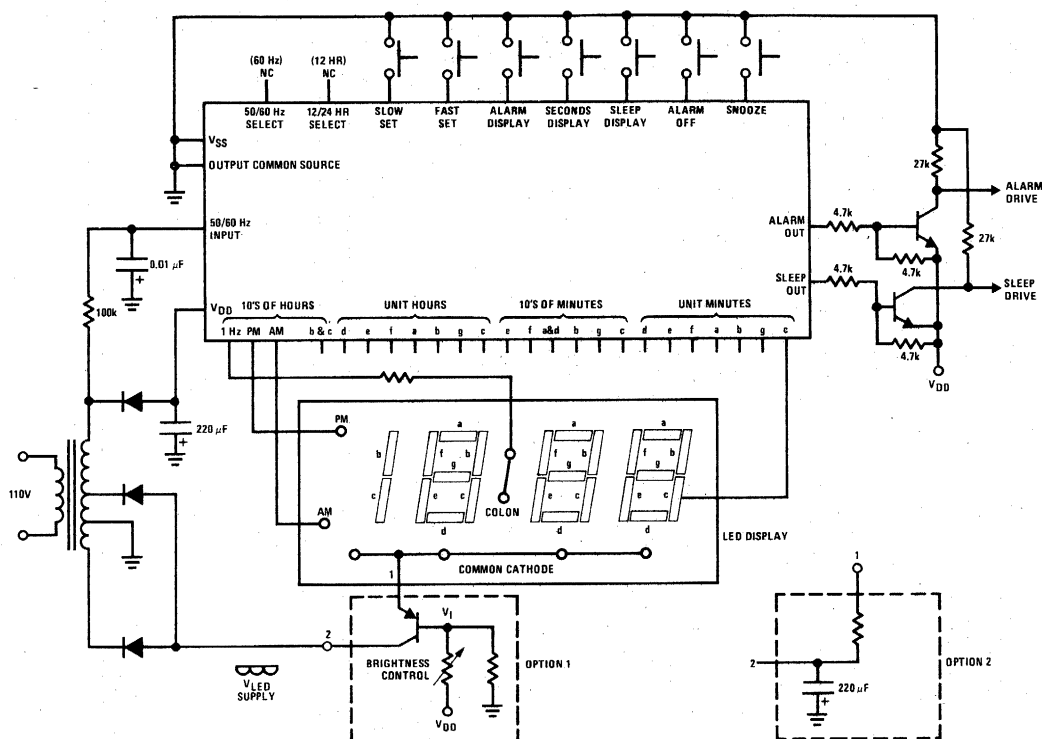 (60 Hz)
NC
(12 HR)
NC
50/60 Hz
SELECT
12/24 HR
SELECT
SLOW
SET
FAST
SET
ALARM
DISPLAY
SECONDS
DISPLAY
SLEEP
DISPLAY
ALARM
OFF
SNOOZE
VSS
OUTPUT COMMON SOURCE
27k
ALARM
DRIVE
50/60 Hz
INPUT
ALARM
OUT
4.7k
27k
4.7k
0.01 μF
+
SLEEP
OUT
4.7k
SLEEP
DRIVE
100k
VDD
10'S OF HOURS
UNIT HOURS
10'S OF MINUTES
UNIT MINUTES
1 Hz PM AM b & c d e f a b g c e f a&d b g c d e f a b g c
4.7k
VDD
220 μF
+
PM
a a a
b f b f b f b
g g g
c e c e c e c
d d d
110V
AM
COLON
LED DISPLAY
COMMON CATHODE
1
VI
2
BRIGHTNESS
CONTROL
OPTION 1
VLED
SUPPLY
VDD
1
2
OPTION 2
220 μF
+